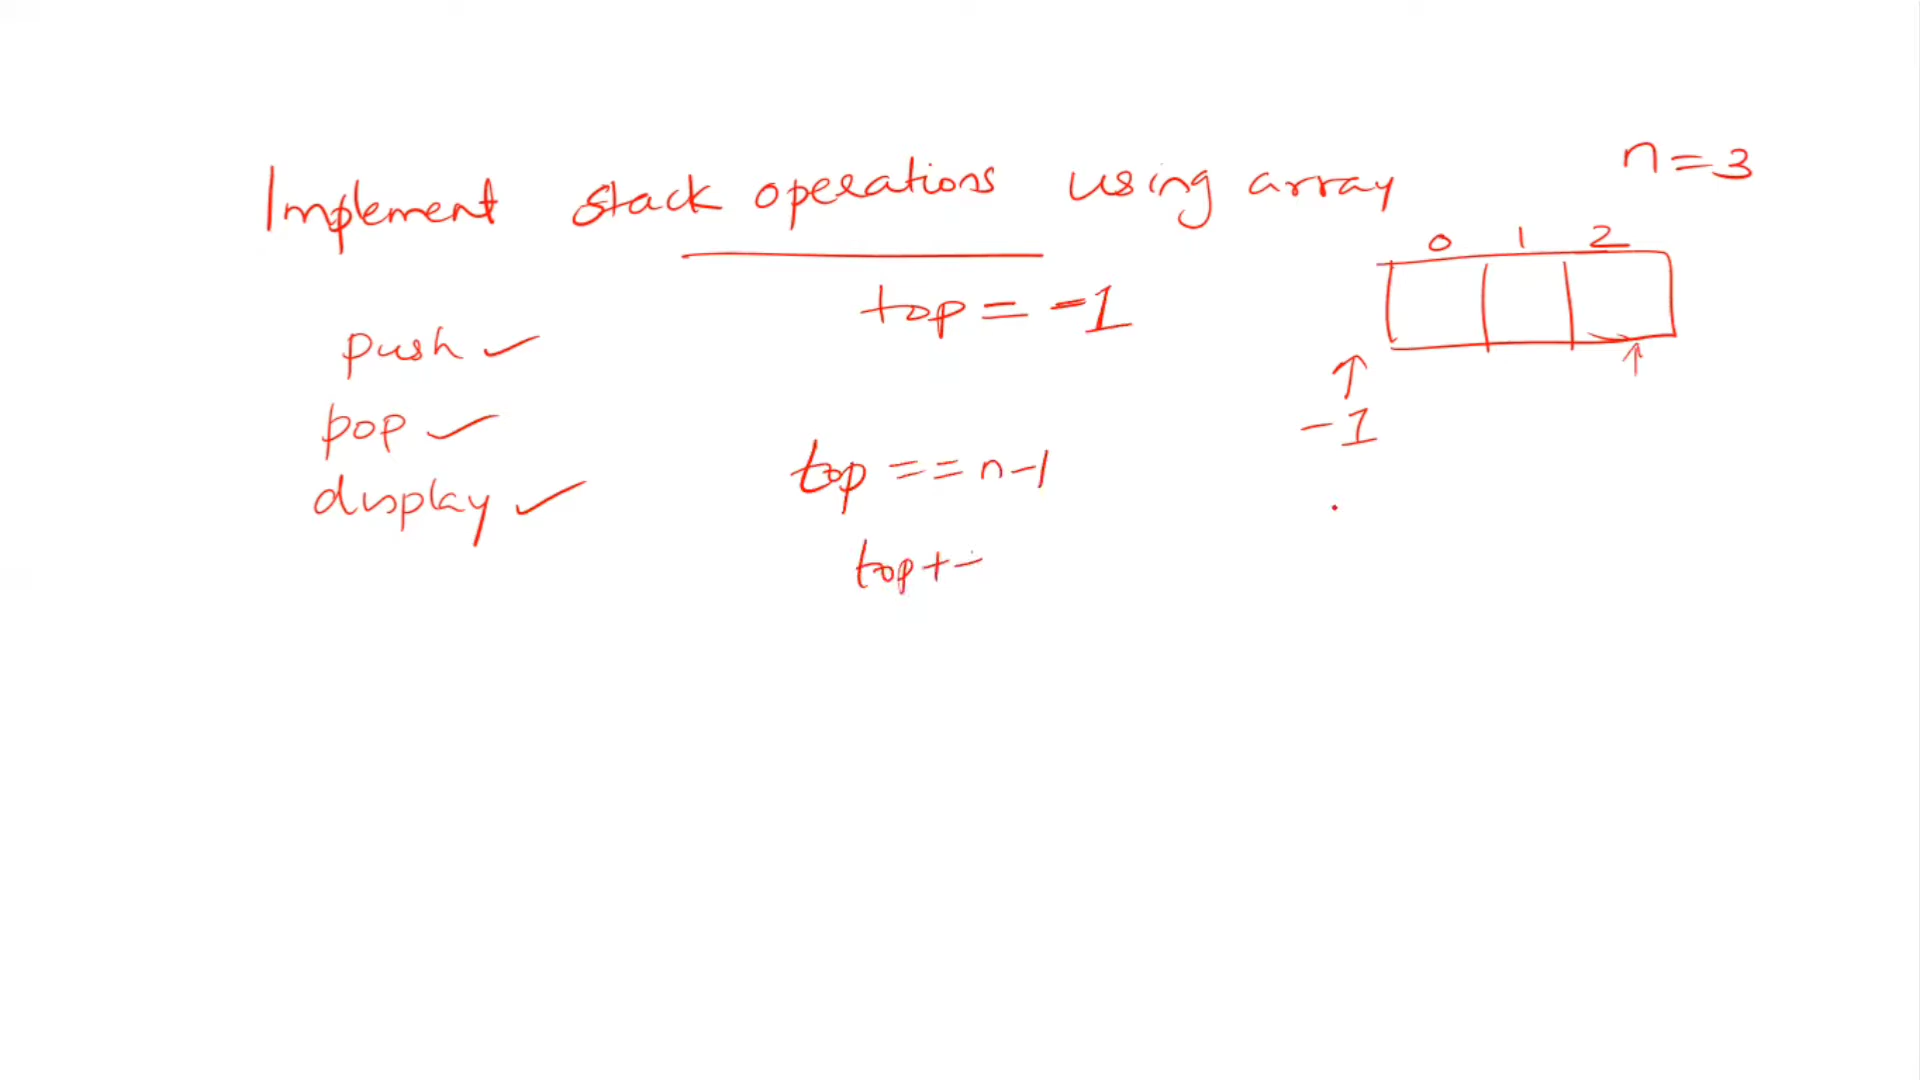 Implement stack operations using array
n=3
0 1 2
top = -1
push
pop
display
-1
top == n-1
top+-